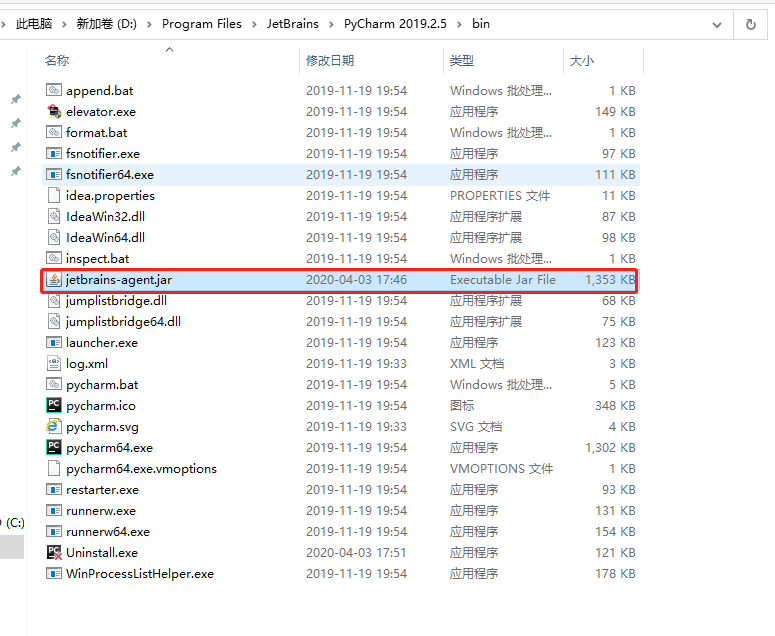 此电脑 > 新加卷 (D:) > Program Files > JetBrains > PyCharm 2019.2.5 > bin
名称 修改日期 类型 大小
append.bat 2019-11-19 19:54 Windows 批处理... 1 KB
elevator.exe 2019-11-19 19:54 应用程序 149 KB
format.bat 2019-11-19 19:54 Windows 批处理... 1 KB
fsnotifier.exe 2019-11-19 19:54 应用程序 97 KB
fsnotifier64.exe 2019-11-19 19:54 应用程序 111 KB
idea.properties 2019-11-19 19:54 PROPERTIES 文件 11 KB
IdeaWin32.dll 2019-11-19 19:54 应用程序扩展 87 KB
IdeaWin64.dll 2019-11-19 19:54 应用程序扩展 98 KB
inspect.bat 2019-11-19 19:54 Windows 批处理... 1 KB
jetbrains-agent.jar 2020-04-03 17:46 Executable Jar File 1,353 KB
jumplistbridge.dll 2019-11-19 19:54 应用程序扩展 68 KB
jumplistbridge64.dll 2019-11-19 19:54 应用程序扩展 75 KB
launcher.exe 2019-11-19 19:54 应用程序 123 KB
log.xml 2019-11-19 19:33 XML 文档 3 KB
pycharm.bat 2019-11-19 19:54 Windows 批处理... 5 KB
pycharm.ico 2019-11-19 19:54 图标 348 KB
pycharm.svg 2019-11-19 19:33 SVG 文档 4 KB
pycharm64.exe 2019-11-19 19:54 应用程序 1,302 KB
pycharm64.exe.vmoptions 2019-11-19 19:54 VMOPTIONS 文件 1 KB
restarter.exe 2019-11-19 19:54 应用程序 93 KB
runnerw.exe 2019-11-19 19:54 应用程序 131 KB
(C:) runnerw64.exe 2019-11-19 19:54 应用程序 154 KB
Uninstall.exe 2020-04-03 17:51 应用程序 121 KB
WinProcessListHelper.exe 2019-11-19 19:54 应用程序 178 KB